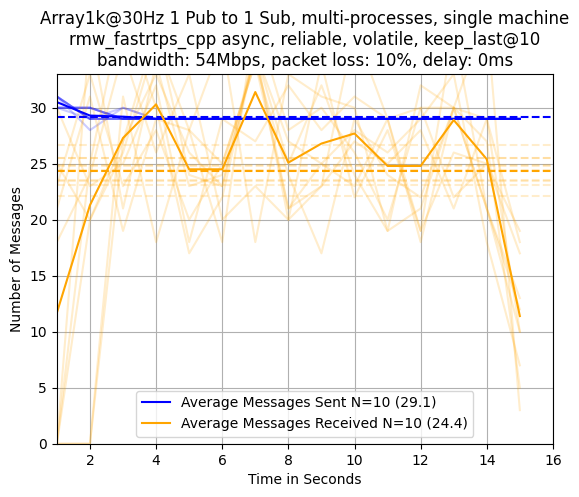 Array1k@30Hz 1 Pub to 1 Sub, multi-processes, single machine
rmw_fastrtps_cpp async, reliable, volatile, keep_last@10
bandwidth: 54Mbps, packet loss: 10%, delay: 0ms
Number of Messages
30
25
20
15
10
5
0
Average Messages Sent N=10 (29.1)
Average Messages Received N=10 (24.4)
2 4 6 8 10 12 14 16
Time in Seconds